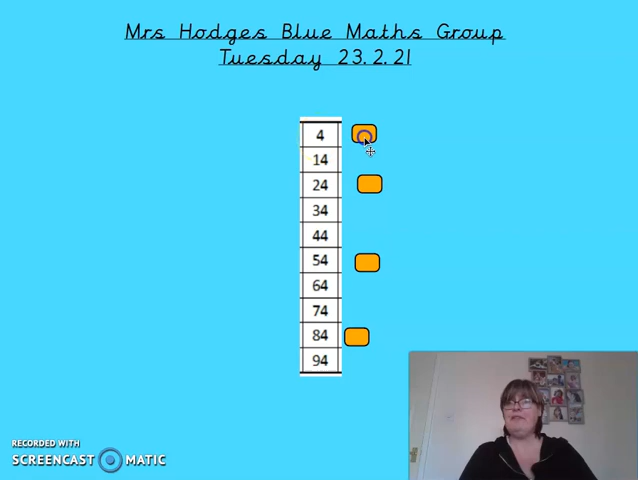 Mrs Hodges Blue Maths Group
Tuesday 23.2.21
4
14
24
34
44
54
64
74
84
94
RECORDED WITH
SCREENCAST MATIC